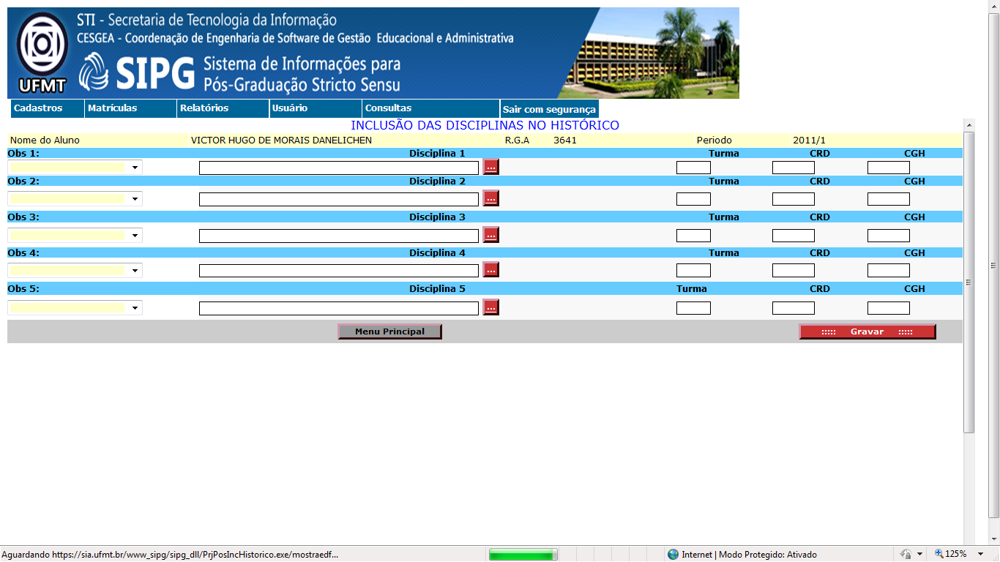 STI - Secretaria de Tecnologia da Informação
CESGEA - Coordenação de Engenharia de Software de Gestão Educacional e Administrativa
UFMT
SIPG Sistema de Informações para
Pós-Graduação Stricto Sensu
Cadastros Matrículas Relatórios Usuário Consultas Sair com segurança
INCLUSÃO DAS DISCIPLINAS NO HISTÓRICO
Nome do Aluno VICTOR HUGO DE MORAIS DANELICHEN R.G.A 3641 Periodo 2011/1
Obs 1: Disciplina 1 Turma CRD CGH
...
Obs 2: Disciplina 2 Turma CRD CGH
...
Obs 3: Disciplina 3 Turma CRD CGH
...
Obs 4: Disciplina 4 Turma CRD CGH
...
Obs 5: Disciplina 5 Turma CRD CGH
...
Menu Principal ::::: Gravar :::::
Aguardando https://sia.ufmt.br/www_sipg/sipg_dll/PrjPosIncHistorico.exe/mostraedf... Internet | Modo Protegido: Ativado 125%